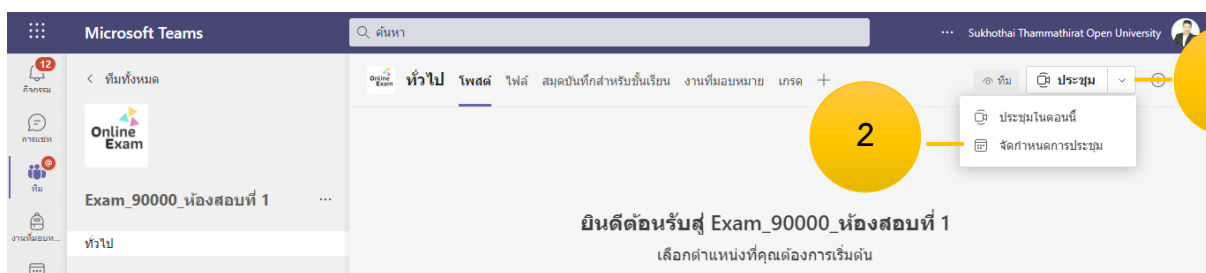 Microsoft Teams
ค้นหา
Sukhothai Thammathirat Open University
12
กิจกรรม
ทีมทั้งหมด
Online Exam
ทั่วไป โพสต์ ไฟล์ สมุดบันทึกสำหรับชั้นเรียน งานที่มอบหมาย เกรด
ทีม
ประชุม
การแชท
Online
Exam
2
ประชุมในตอนนี้
จัดกำหนดการประชุม
@
ทีม
Exam_90000_ห้องสอบที่ 1
ยินดีต้อนรับสู่ Exam_90000_ห้องสอบที่ 1
งานที่มอบห...
ทั่วไป
เลือกตำแหน่งที่คุณต้องการเริ่มต้น